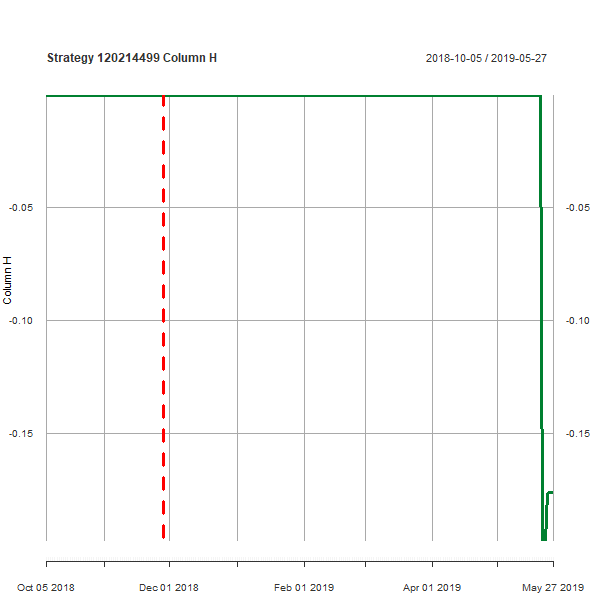 Strategy 120214499 Column H
2018-10-05 / 2019-05-27
-0.05
-0.05
Column H
-0.10
-0.10
-0.15
-0.15
Oct 05 2018
Dec 01 2018
Feb 01 2019
Apr 01 2019
May 27 2019